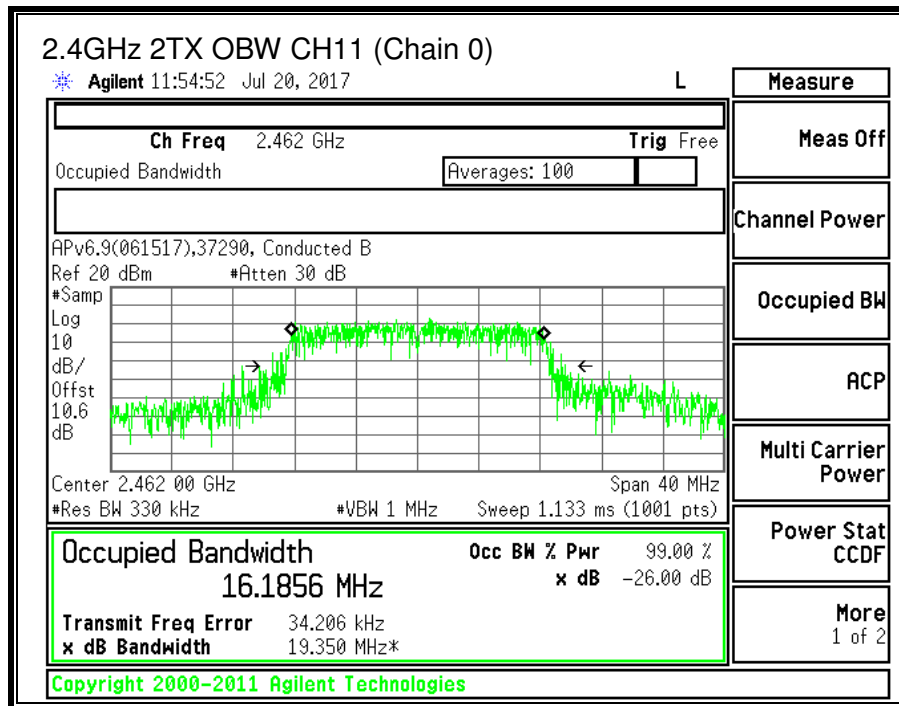 2.4GHz 2TX OBW CH11 (Chain 0)
Agilent 11:54:52 Jul 20, 2017 L
Measure
Ch Freq 2.462 GHz Trig Free
Meas Off
Occupied Bandwidth Averages: 100
Channel Power
APv6.9(061517),37290, Conducted B
Ref 20 dBm #Atten 30 dB
#Samp
Log
10
dB/
Offst
10.6
dB
Occupied BW
ACP
Multi Carrier
Power
Center 2.462 00 GHz Span 40 MHz
#Res BW 330 kHz #VBW 1 MHz Sweep 1.133 ms (1001 pts)
Power Stat
CCDF
Occupied Bandwidth Occ BW % Pwr 99.00 %
16.1856 MHz x dB -26.00 dB
Transmit Freq Error 34.206 kHz
x dB Bandwidth 19.350 MHz*
More
1 of 2
Copyright 2000-2011 Agilent Technologies